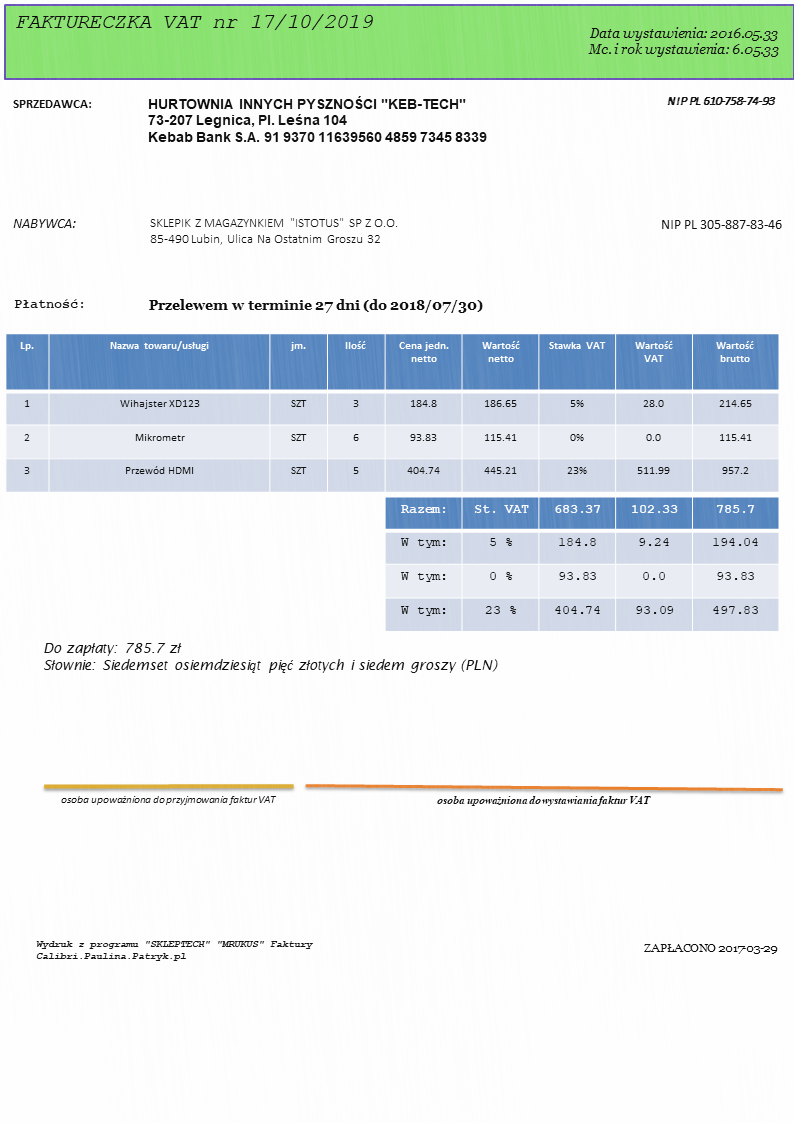 FAKTURECZKA VAT nr 17/10/2019
Data wystawienia: 2016.05.33
Mc. i rok wystawienia: 6.05.33
SPRZEDAWCA: HURTOWNIA INNYCH PYSZNOŚCI "KEB-TECH" NIP PL 610-758-74-93
73-207 Legnica, Pl. Leśna 104
Kebab Bank S.A. 91 9370 11639560 4859 7345 8339
NABYWCA: SKLEPIK Z MAGAZYNKIEM "ISTOTUS" SP Z O.O. NIP PL 305-887-83-46
85-490 Lubin, Ulica Na Ostatnim Groszu 32
Płatność: Przelewem w terminie 27 dni (do 2018/07/30)
Lp. Nazwa towaru/usługi jm. Ilość Cena jedn. netto Wartość netto Stawka VAT Wartość VAT Wartość brutto
1 Wihajster XD123 SZT 3 184.8 186.65 5% 28.0 214.65
2 Mikrometr SZT 6 93.83 115.41 0% 0.0 115.41
3 Przewód HDMI SZT 5 404.74 445.21 23% 511.99 957.2
Razem: St. VAT 683.37 102.33 785.7
W tym: 5 % 184.8 9.24 194.04
W tym: 0 % 93.83 0.0 93.83
W tym: 23 % 404.74 93.09 497.83
Do zapłaty: 785.7 zł
Słownie: Siedemset osiemdziesiąt pięć złotych i siedem groszy (PLN)
osoba upoważniona do przyjmowania faktur VAT osoba upoważniona do wystawiania faktur VAT
Wydruk z programu "SKLEPTECH" "MRUKUS" Faktury
Calibri.Paulina.Patryk.pl
ZAPŁACONO 2017-03-29